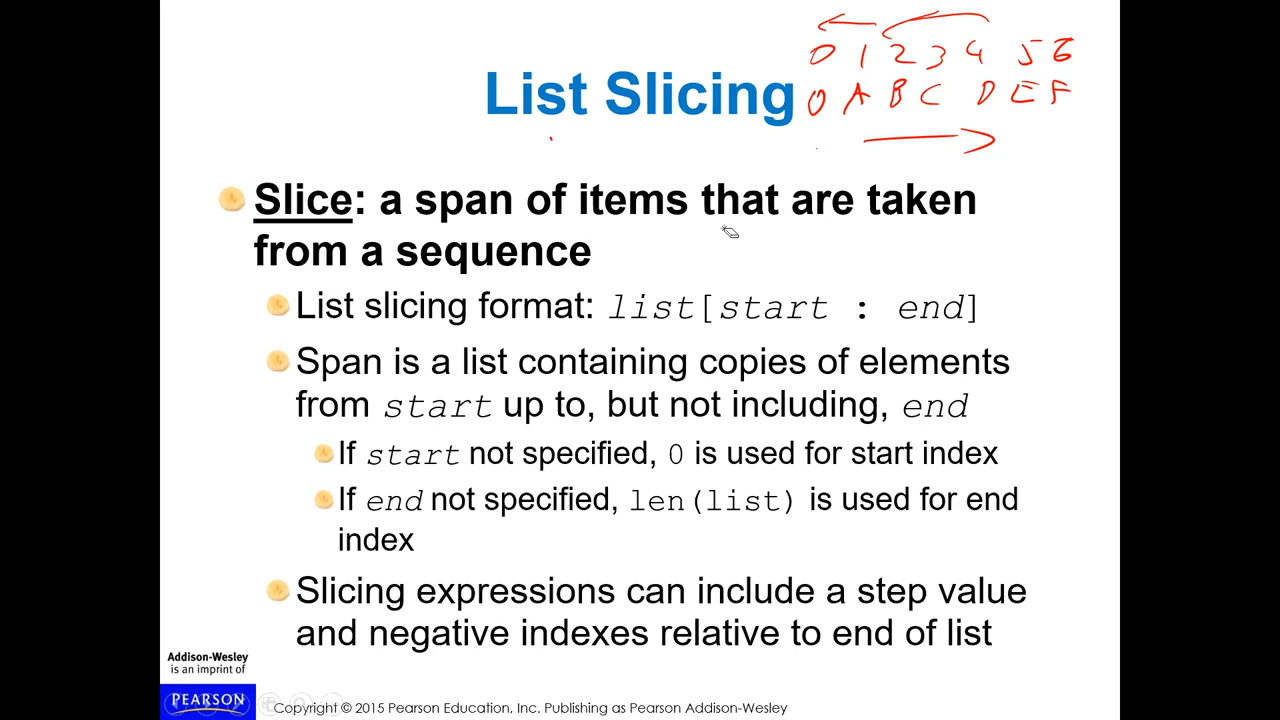 0 1 2 3 4 5 6
List Slicing
0 A B C D E F
Slice: a span of items that are taken
from a sequence
List slicing format: list[start : end]
Span is a list containing copies of elements
from start up to, but not including, end
If start not specified, 0 is used for start index
If end not specified, len(list) is used for end
index
Slicing expressions can include a step value
and negative indexes relative to end of list
Addison-Wesley
is an imprint of
PEARSON
Copyright © 2015 Pearson Education, Inc. Publishing as Pearson Addison-Wesley